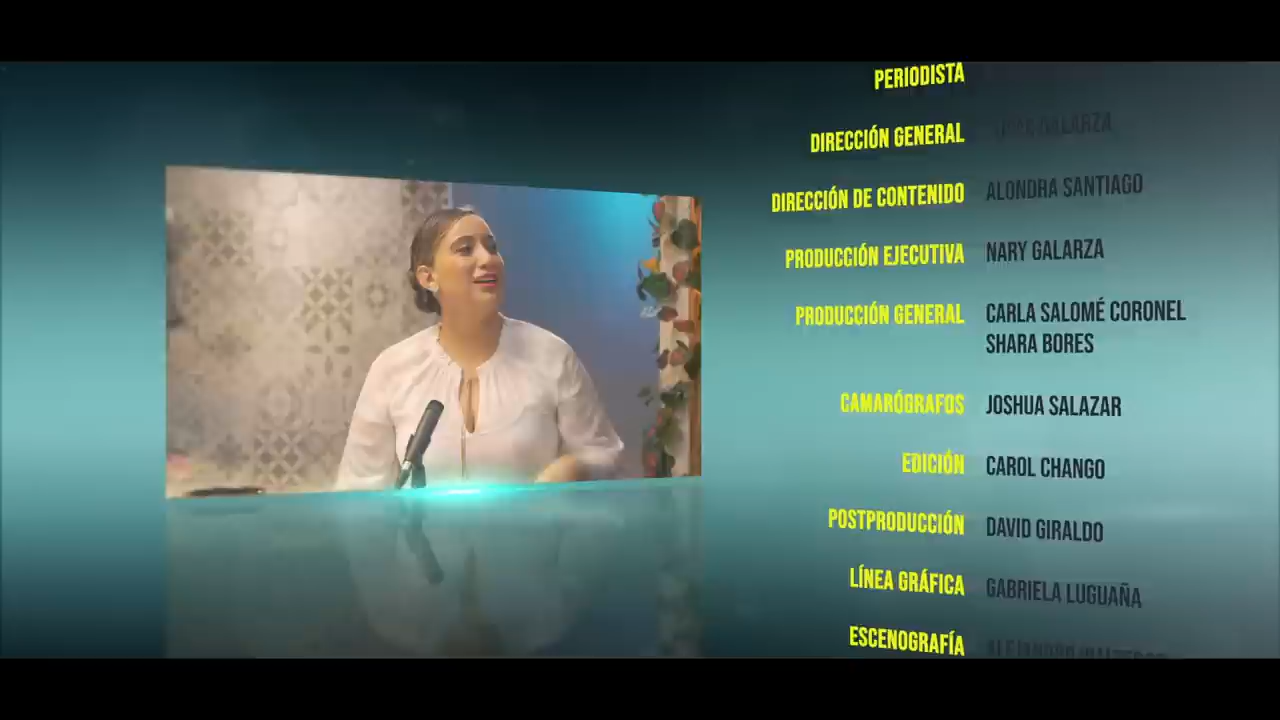 PERIODISTA
DIRECCIÓN GENERAL GALARZA
DIRECCIÓN DE CONTENIDO ALONDRA SANTIAGO
PRODUCCIÓN EJECUTIVA NARY GALARZA
PRODUCCIÓN GENERAL CARLA SALOMÉ CORONEL
SHARA BORES
CAMARÓGRAFOS JOSHUA SALAZAR
EDICIÓN CAROL CHANGO
POSTPRODUCCIÓN DAVID GIRALDO
LÍNEA GRÁFICA GABRIELA LUGUAÑA
ESCENOGRAFÍA